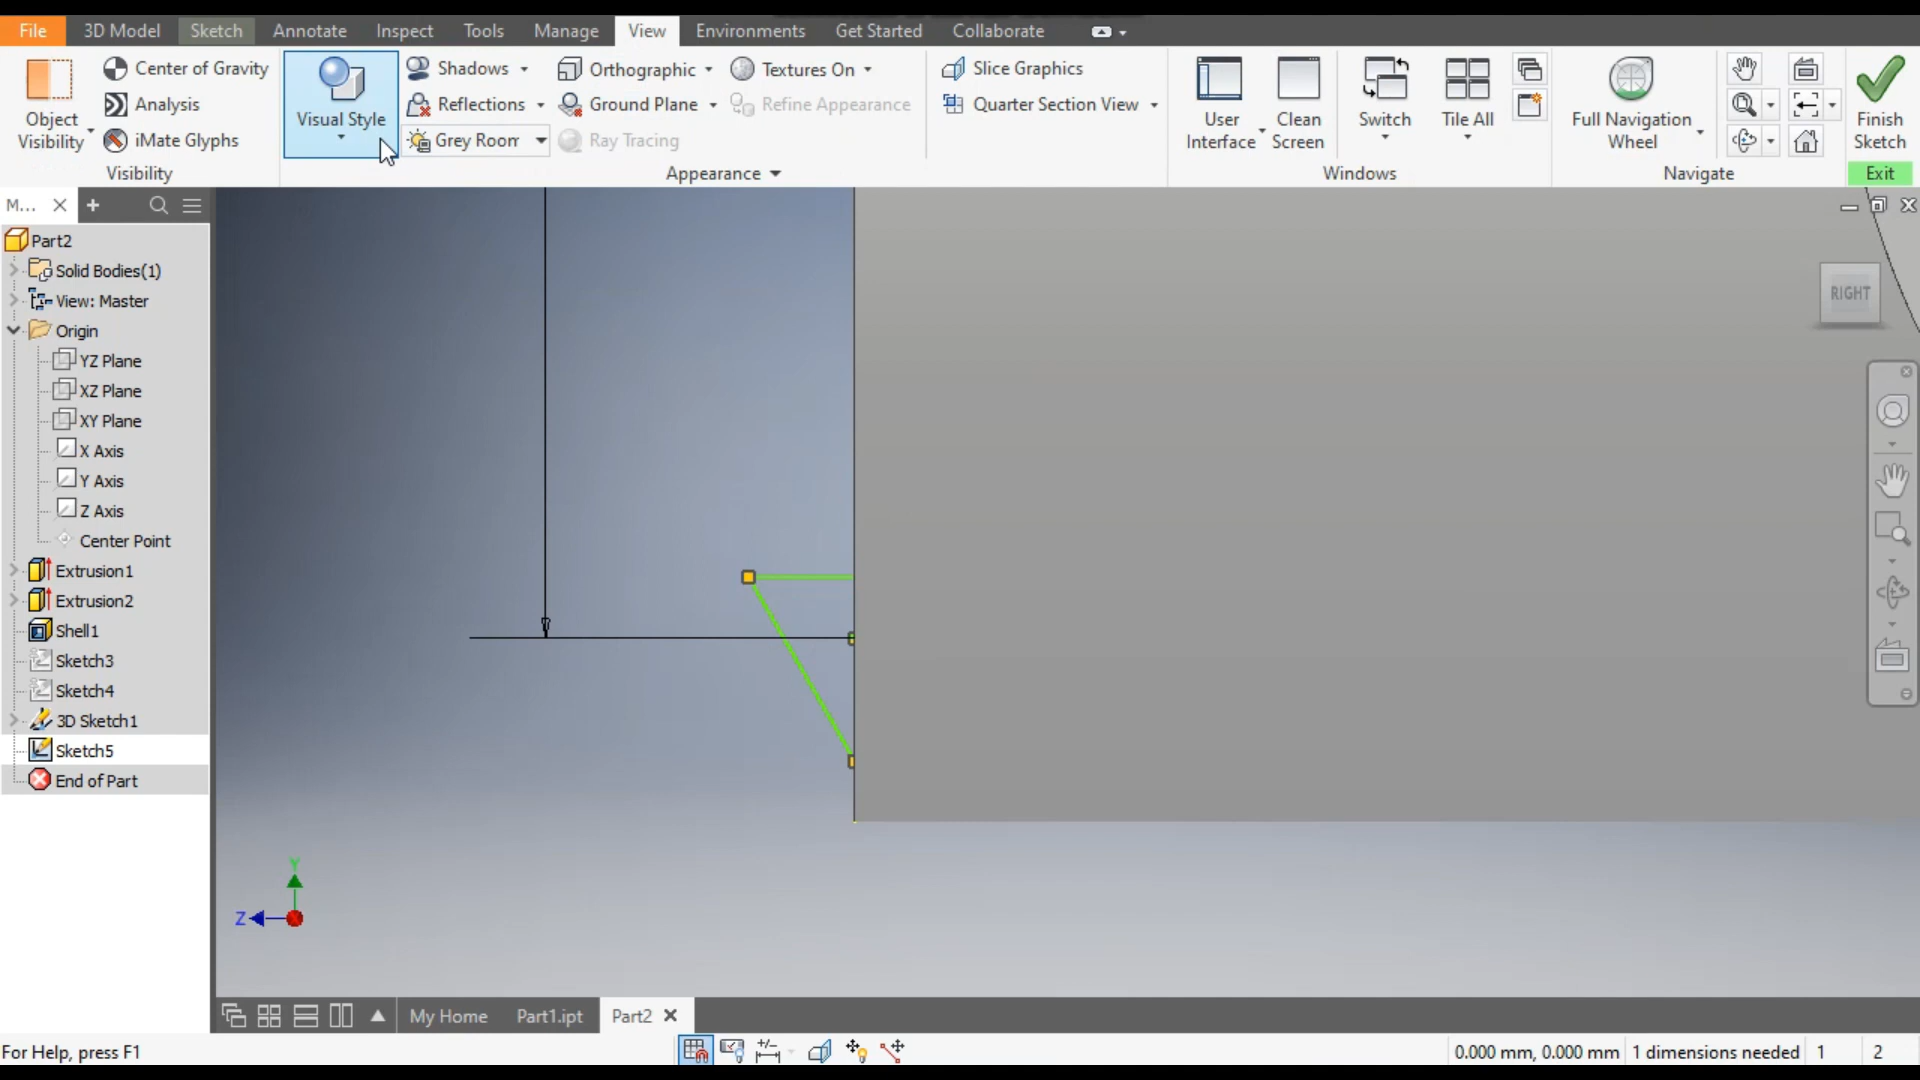 File 3D Model Sketch Annotate Inspect Tools Manage View Environments Get Started Collaborate
Object
Visibility
Center of Gravity
Analysis
iMate Glyphs
Visibility
Visual Style
Shadows
Reflections
Grey Room
Orthographic
Ground Plane
Ray Tracing
Textures On
Refine Appearance
Appearance
Slice Graphics
Quarter Section View
User
Interface
Clean
Screen
Switch
Tile All
Windows
Full Navigation
Wheel
Navigate
Finish
Sketch
Exit
M...
Part2
Solid Bodies(1)
View: Master
Origin
YZ Plane
XZ Plane
XY Plane
X Axis
Y Axis
Z Axis
Center Point
Extrusion1
Extrusion2
Shell1
Sketch3
Sketch4
3D Sketch1
Sketch5
End of Part
RIGHT
Y
Z
My Home Part1.ipt Part2
For Help, press F1
0.000 mm, 0.000 mm 1 dimensions needed 1 2